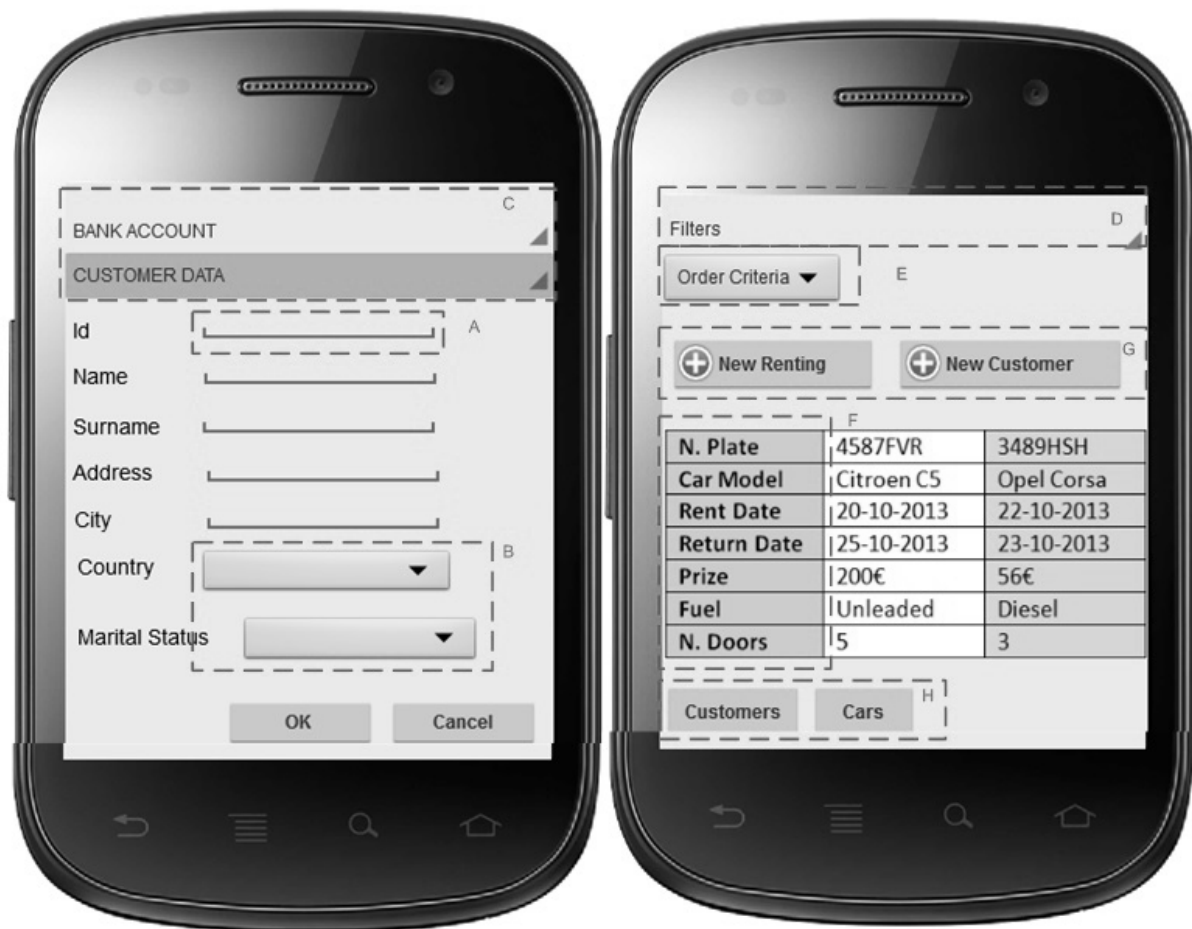 C
BANK ACCOUNT
CUSTOMER DATA
Id
A
Name
Surname
Address
City
B
Country
Marital Status
OK Cancel
D
Filters
Order Criteria
E
G
New Renting New Customer
F
N. Plate 4587FVR 3489HSH
Car Model Citroen C5 Opel Corsa
Rent Date 20-10-2013 22-10-2013
Return Date 25-10-2013 23-10-2013
Prize 200€ 56€
Fuel Unleaded Diesel
N. Doors 5 3
H
Customers Cars